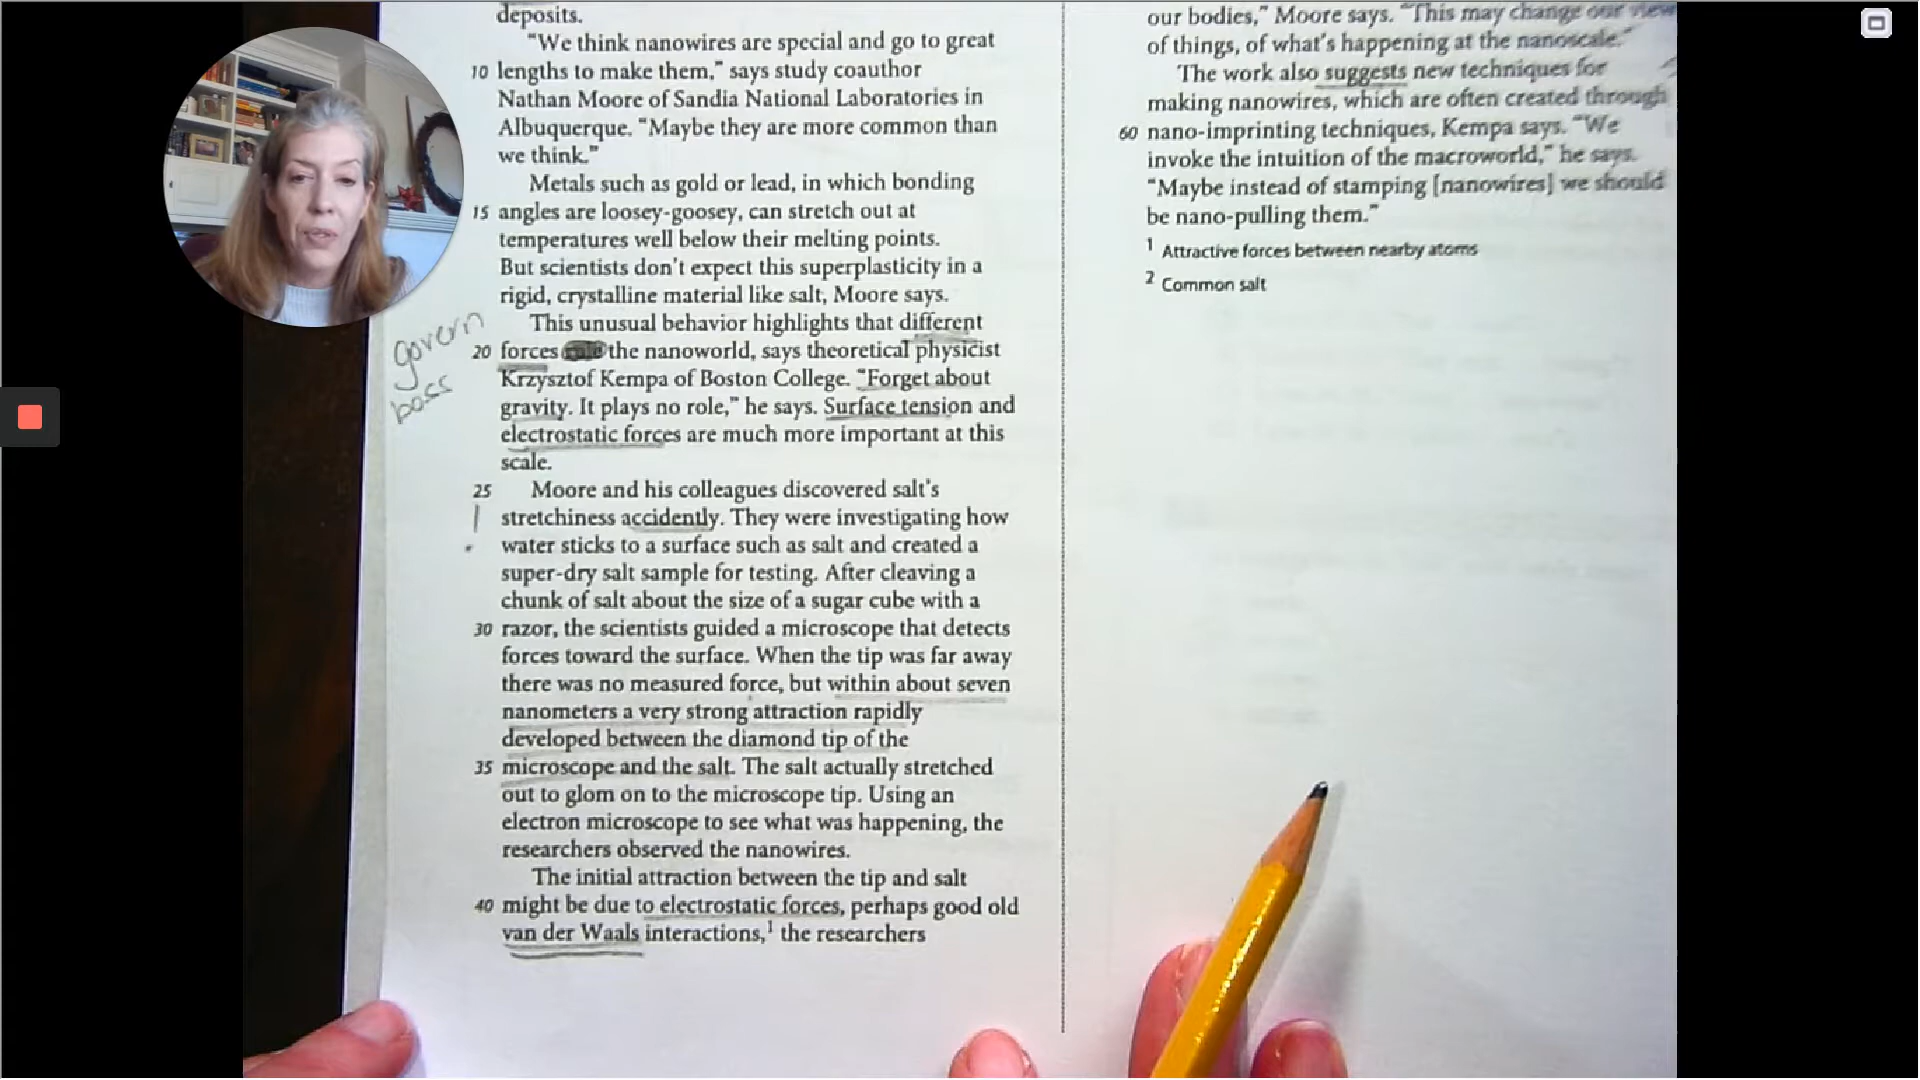 deposits.
“We think nanowires are special and go to great
10 lengths to make them,” says study coauthor
Nathan Moore of Sandia National Laboratories in
Albuquerque. “Maybe they are more common than
we think.”
Metals such as gold or lead, in which bonding
15 angles are loosey-goosey, can stretch out at
temperatures well below their melting points.
But scientists don’t expect this superplasticity in a
rigid, crystalline material like salt, Moore says.
This unusual behavior highlights that different
20 forces the nanoworld, says theoretical physicist
Krzysztof Kempa of Boston College. “Forget about
gravity. It plays no role,” he says. Surface tension and
electrostatic forces are much more important at this
scale.
25 Moore and his colleagues discovered salt’s
stretchiness accidently. They were investigating how
water sticks to a surface such as salt and created a
super-dry salt sample for testing. After cleaving a
chunk of salt about the size of a sugar cube with a
30 razor, the scientists guided a microscope that detects
forces toward the surface. When the tip was far away
there was no measured force, but within about seven
nanometers a very strong attraction rapidly
developed between the diamond tip of the
35 microscope and the salt. The salt actually stretched
out to glom on to the microscope tip. Using an
electron microscope to see what was happening, the
researchers observed the nanowires.
The initial attraction between the tip and salt
40 might be due to electrostatic forces, perhaps good old
van der Waals interactions,¹ the researchers
govern
boss
our bodies,” Moore says. “This may change our view
of things, of what’s happening at the nanoscale.”
The work also suggests new techniques for
making nanowires, which are often created through
60 nano-imprinting techniques, Kempa says. “We
invoke the intuition of the macroworld,” he says.
“Maybe instead of stamping [nanowires] we should
be nano-pulling them.”
¹ Attractive forces between nearby atoms
² Common salt